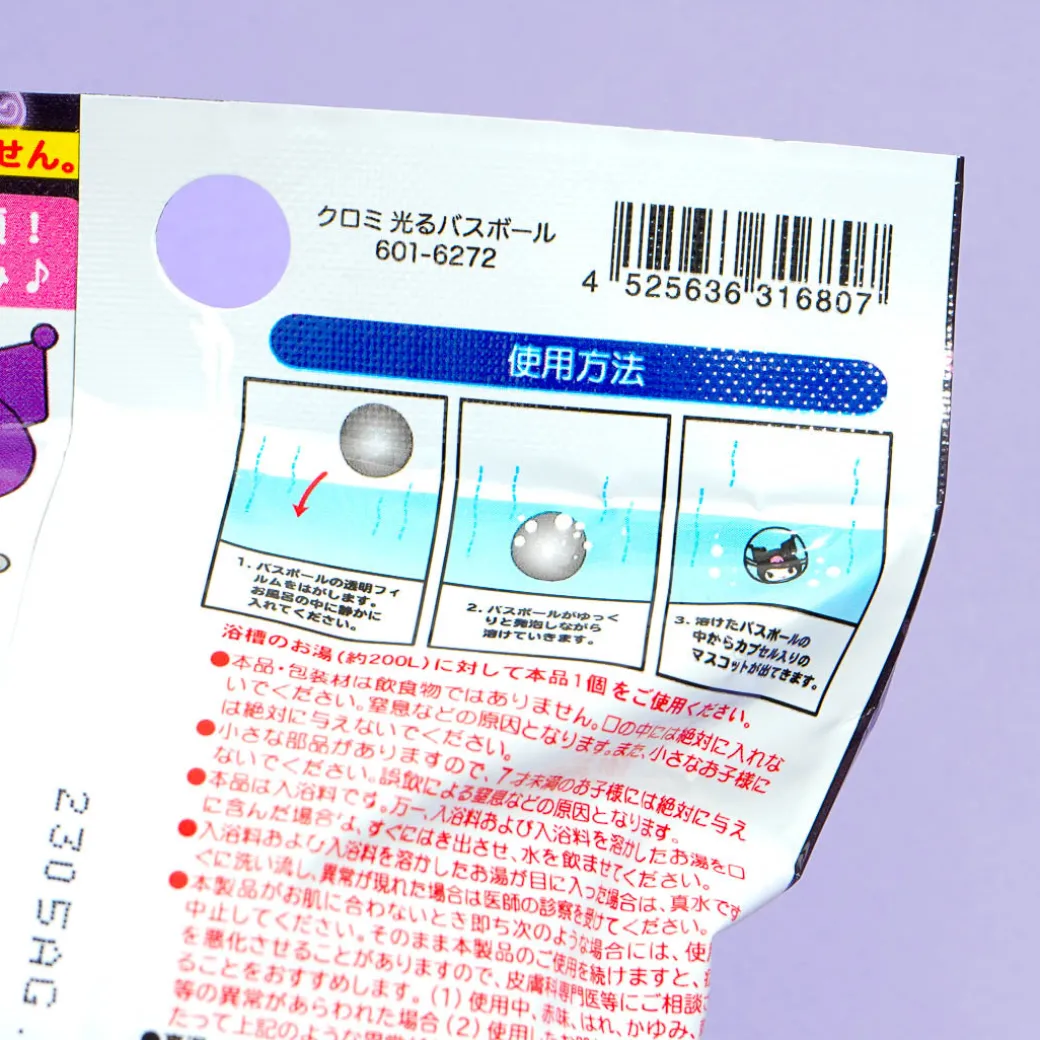 せん。
！
♪
クロミ 光るバスボール
601-6272
4 525636 316807
使用方法
1. バスボールの透明フィ
ルムをはがします。
お風呂の中に静かに
入れてください。
2. バスボールがゆっく
りと発泡しながら
溶けていきます。
3. 溶けたバスボールの
中からカプセル入りの
マスコットが出てきます。
浴槽のお湯(約200L)に対して本品1個をご使用ください。
●本品・包装材は飲食物ではありません。口の中には絶対に入れな
いでください。窒息などの原因となります。また、小さなお子様に
は絶対に与えないでください。
●小さな部品がありますので、7才未満のお子様には絶対に与え
ないでください。誤飲による窒息などの原因となります。
●本品は入浴料です。万一、入浴料および入浴料を溶かしたお湯を口
に含んだ場合は、すぐにはき出させ、水を飲ませてください。
●入浴料および入浴料を溶かしたお湯が目に入った場合は、真水です
ぐに洗い流し、異常が現れた場合は医師の診察を受けてください。
●本製品がお肌に合わないとき即ち次のような場合には、使
中止してください。そのまま本製品のご使用を続けますと、
を悪化させることがありますので、皮膚科専門医等にご相談
ることをおすすめします。(1)使用中、赤味、はれ、かゆみ、
等の異常があらわれた場合(2)使用したお
たって上記のような異常が
2305AG.